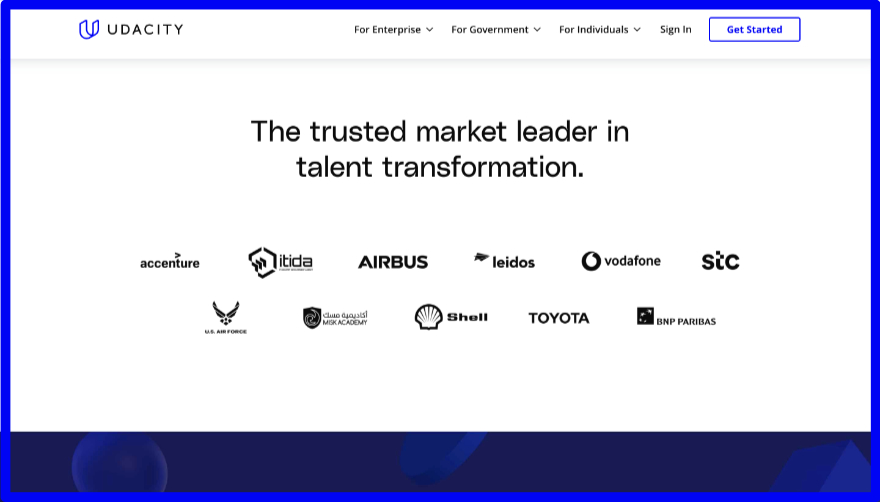 UDACITY
For Enterprise
For Government
For Individuals
Sign In
Get Started
The trusted market leader in
talent transformation.
accenture
itida
AIRBUS
leidos
vodafone
stc
U.S. AIR FORCE
أكاديمية مسك
MISK ACADEMY
Shell
TOYOTA
BNP PARIBAS